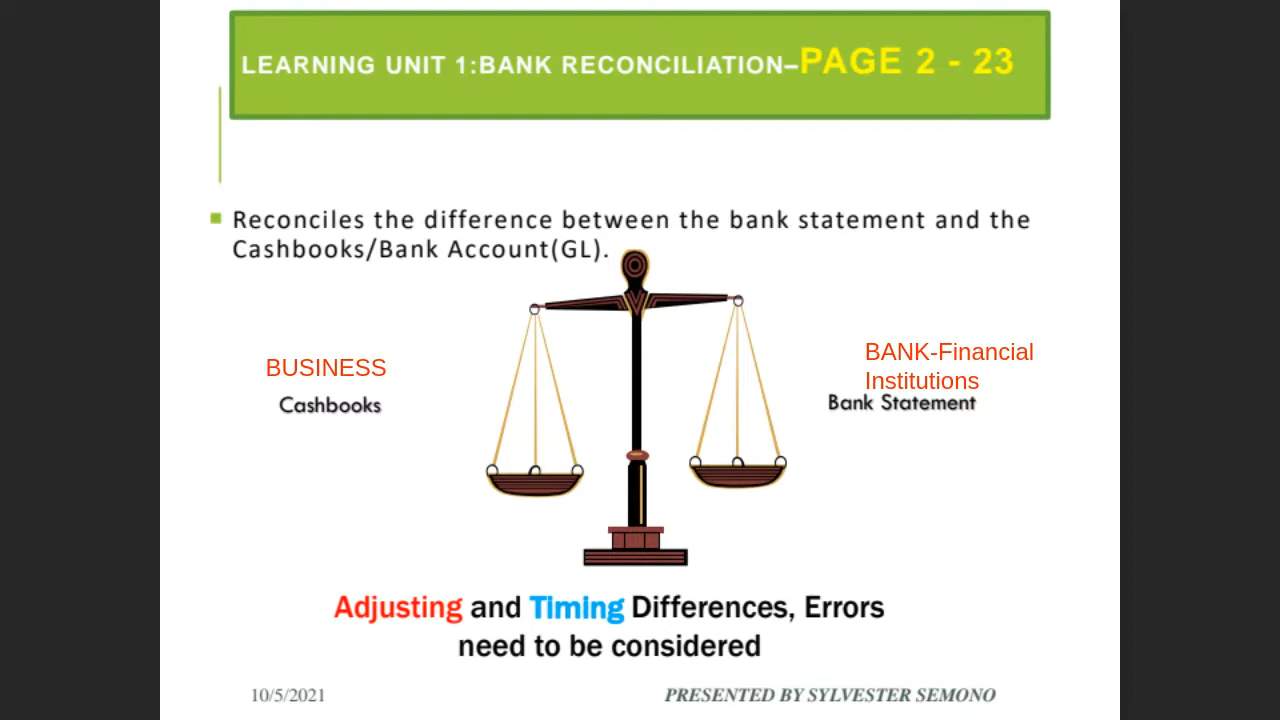 LEARNING UNIT 1:BANK RECONCILIATION–PAGE 2 - 23
Reconciles the difference between the bank statement and the
Cashbooks/Bank Account(GL).
BUSINESS
Cashbooks
BANK-Financial
Institutions
Bank Statement
Adjusting and Timing Differences, Errors
need to be considered
10/5/2021
PRESENTED BY SYLVESTER SEMONO